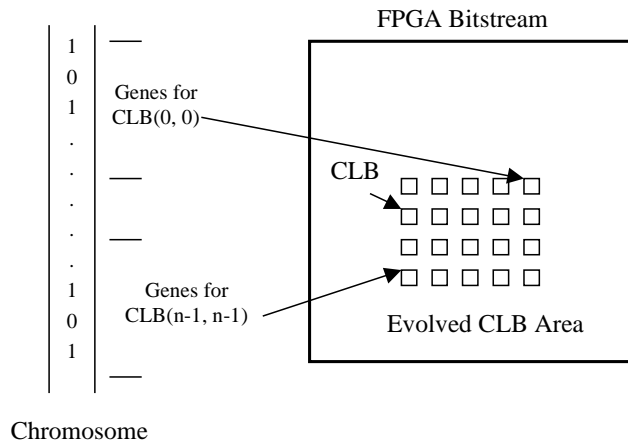 FPGA Bitstream
1
0
1
.
.
.
.
.
1
0
1
Genes for
CLB(0, 0)
CLB
Genes for
CLB(n-1, n-1)
Evolved CLB Area
Chromosome